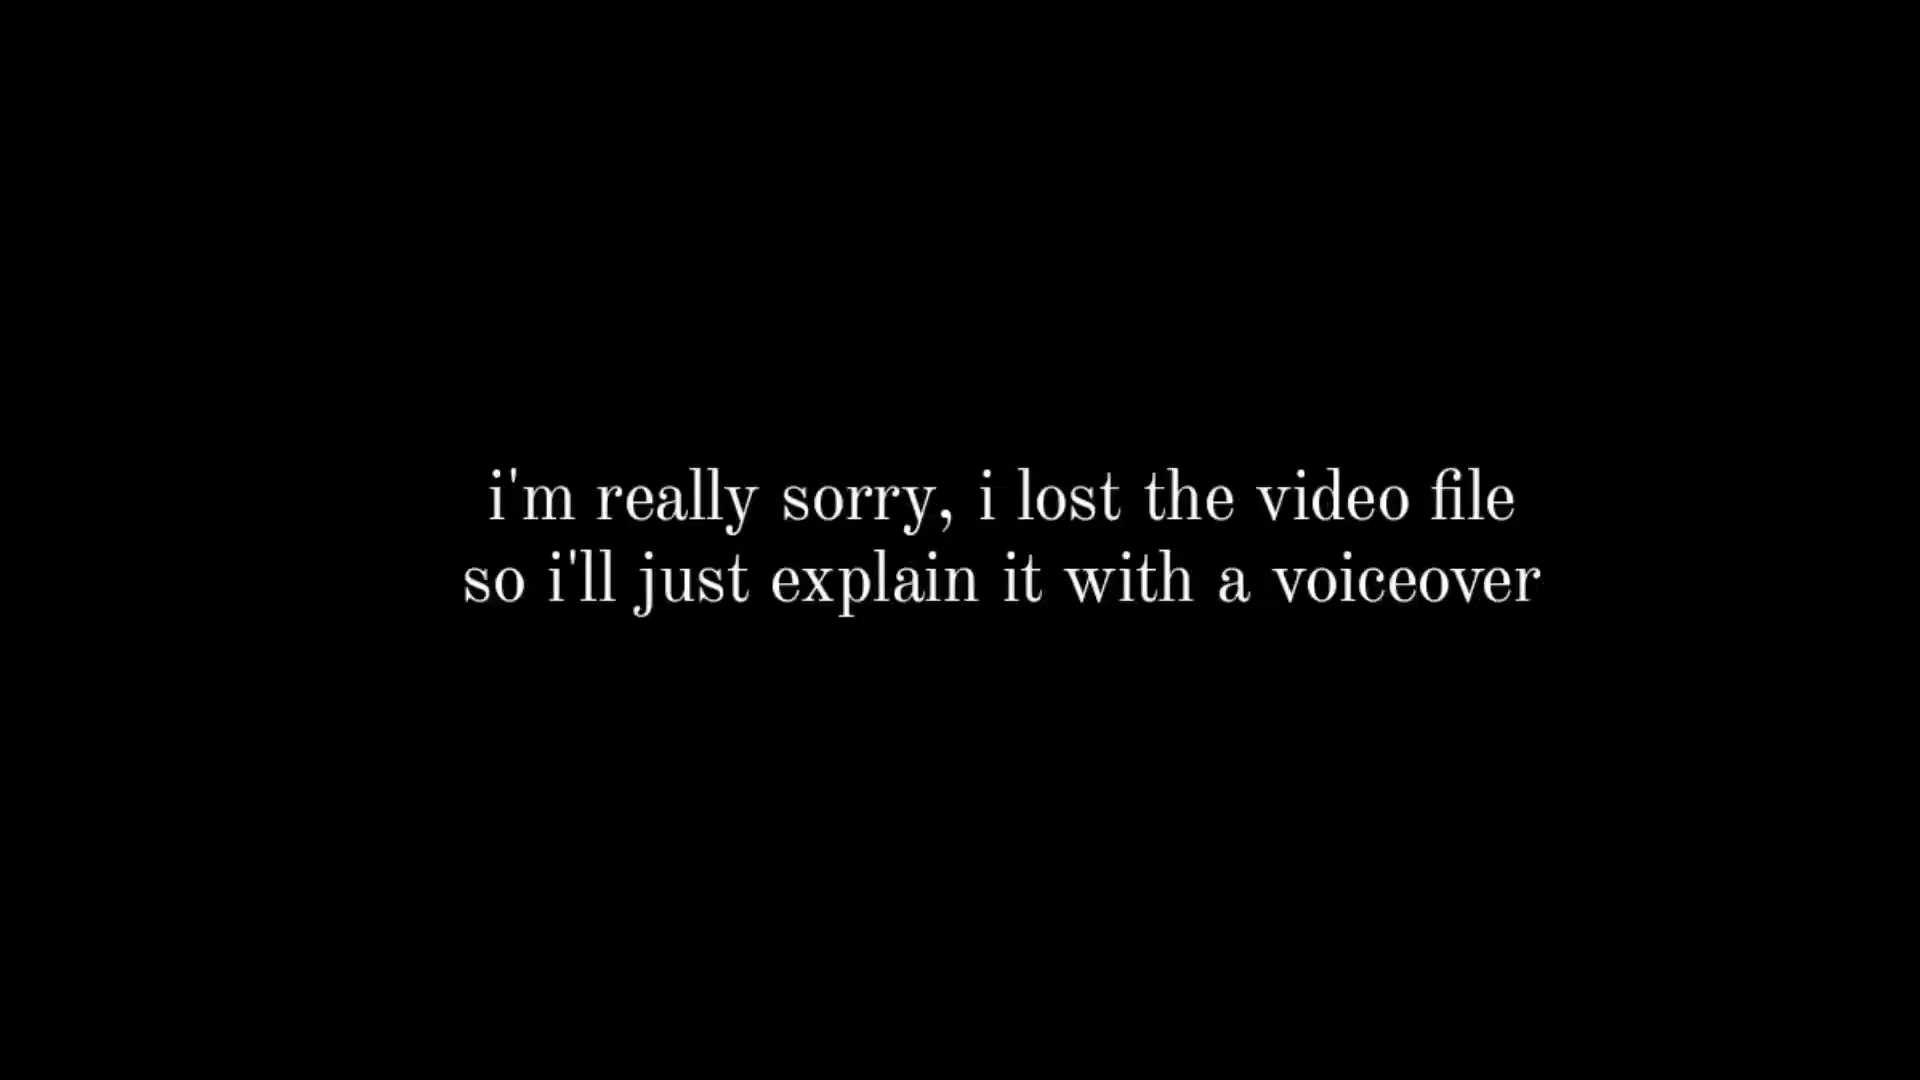 i'm really sorry, i lost the video file
so i'll just explain it with a voiceover